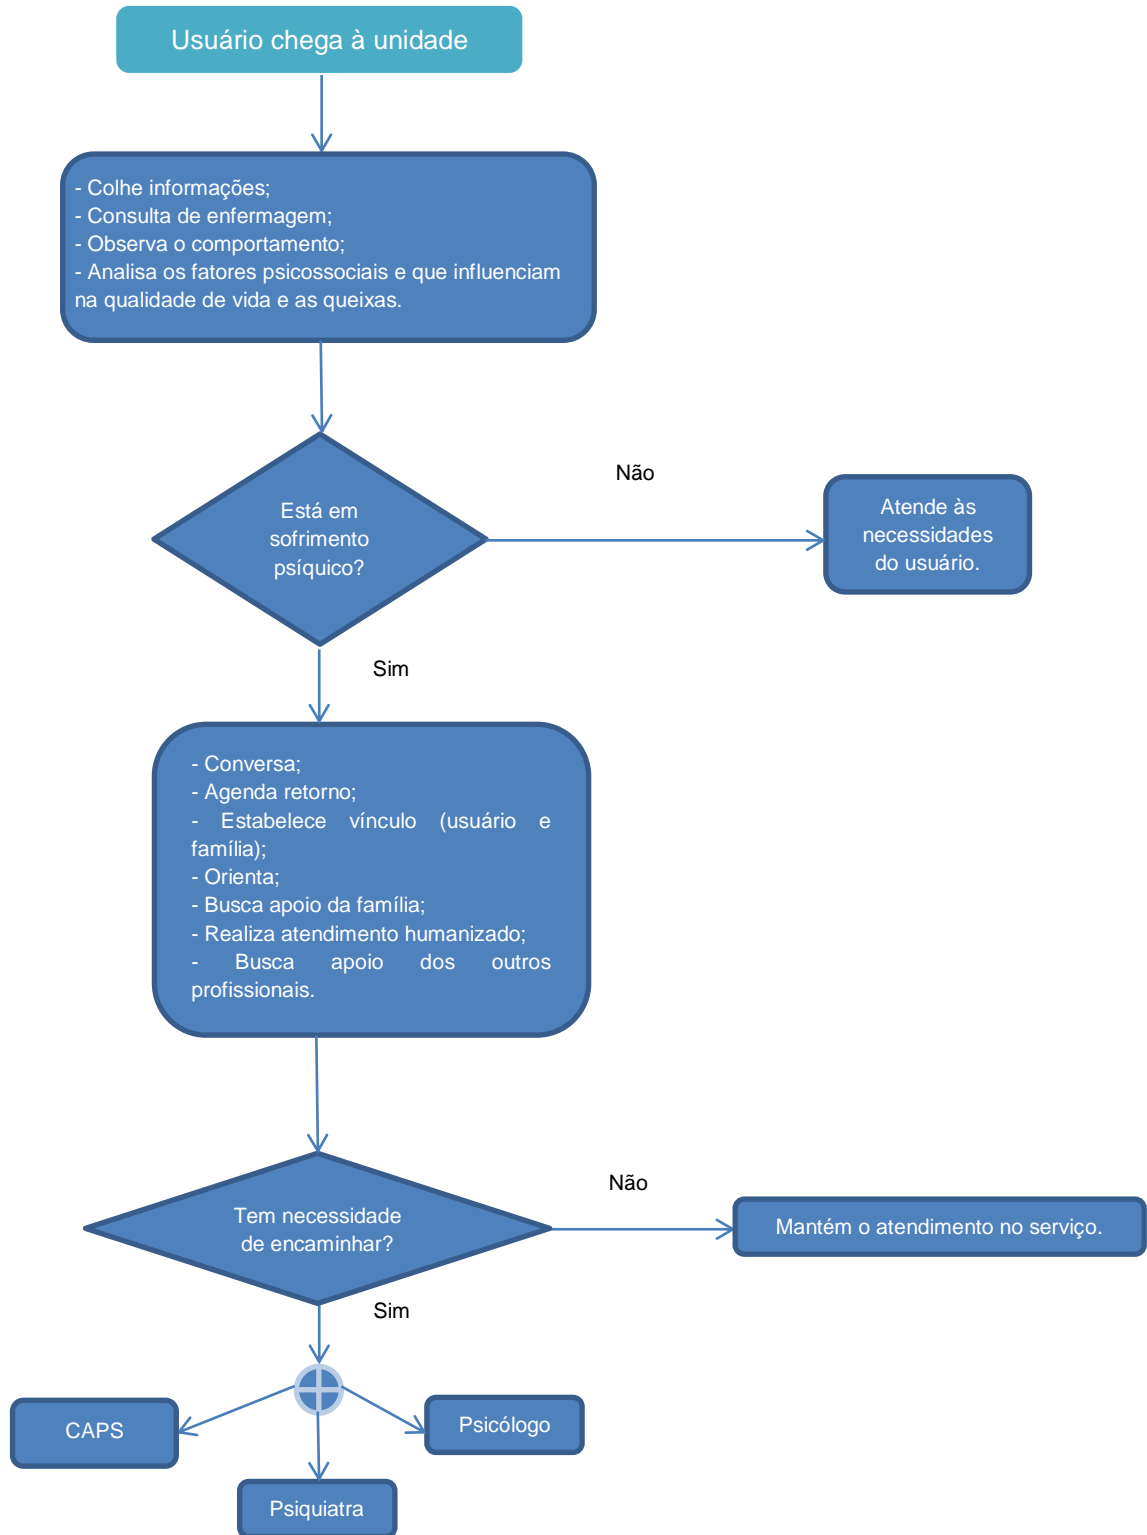 Usuário chega à unidade
- Colhe informações;
- Consulta de enfermagem;
- Observa o comportamento;
- Analisa os fatores psicossociais e que influenciam
na qualidade de vida e as queixas.
Está em
sofrimento
psíquico?
Não
Atende às
necessidades
do usuário.
Sim
- Conversa;
- Agenda retorno;
- Estabelece vínculo (usuário e
família);
- Orienta;
- Busca apoio da família;
- Realiza atendimento humanizado;
- Busca apoio dos outros
profissionais.
Tem necessidade
de encaminhar?
Não
Mantém o atendimento no serviço.
Sim
CAPS
Psicólogo
Psiquiatra